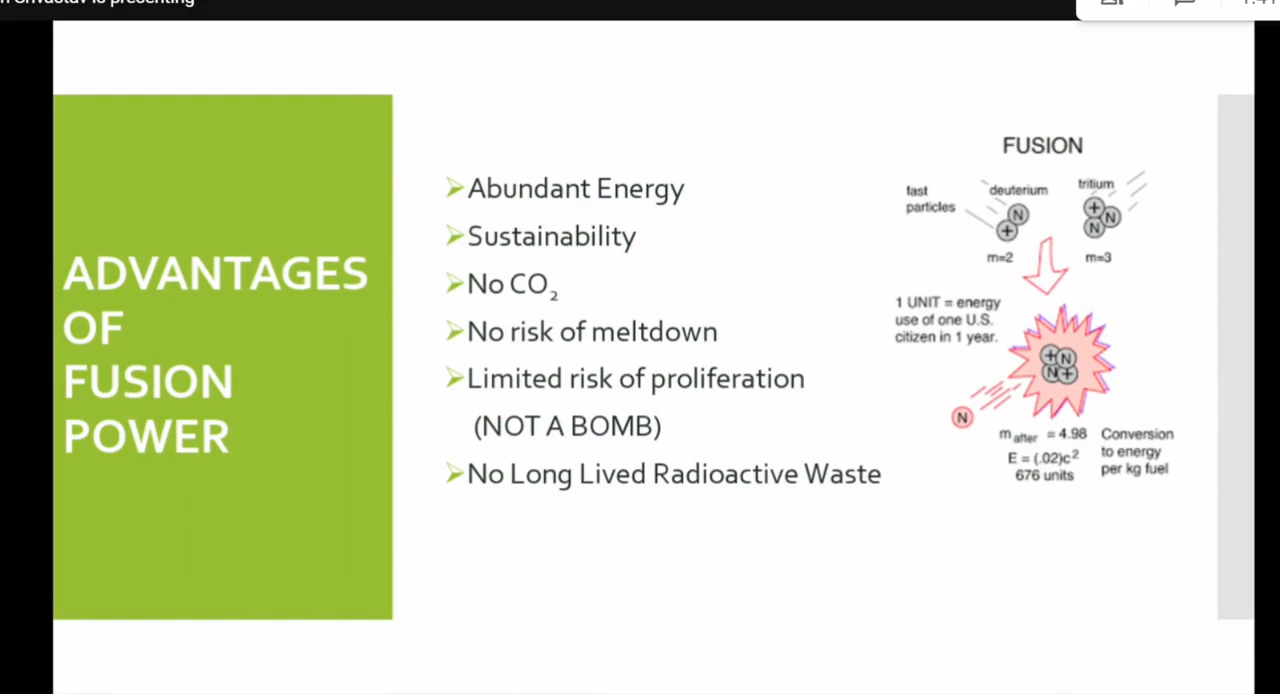 is presenting
ADVANTAGES
OF
FUSION
POWER
➢Abundant Energy
➢Sustainability
➢No CO₂
➢No risk of meltdown
➢Limited risk of proliferation
(NOT A BOMB)
➢No Long Lived Radioactive Waste
FUSION
fast
particles
deuterium
tritium
N
+
+
N
N
m=2
m=3
1 UNIT = energy
use of one U.S.
citizen in 1 year.
+N
N+
N
m after = 4.98
E = (.02)c²
676 units
Conversion
to energy
per kg fuel